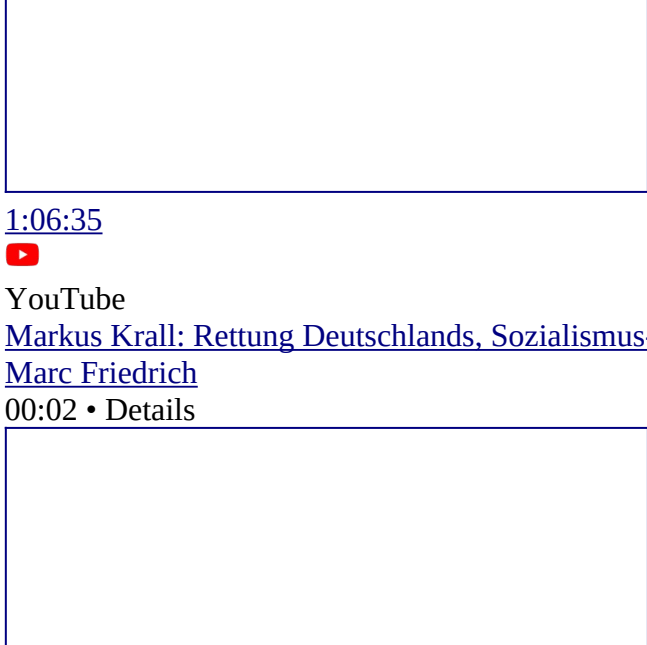 1:06:35
YouTube
Markus Krall: Rettung Deutschlands, Sozialismus-
Marc Friedrich
00:02 • Details